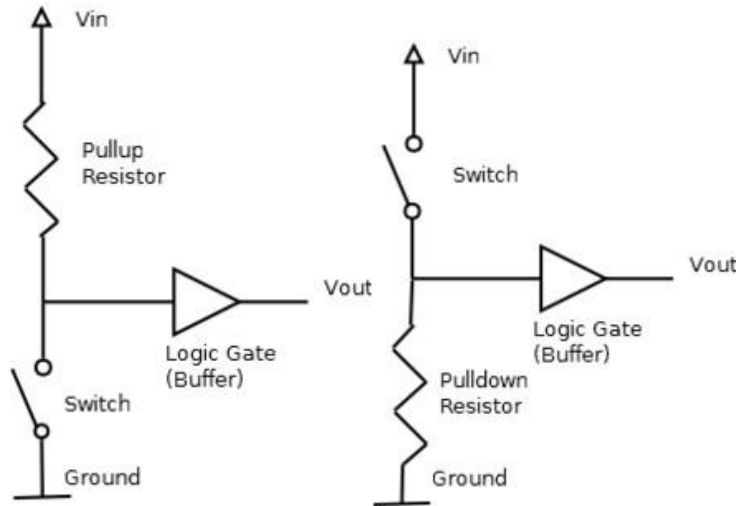 Vin
Pullup
Resistor
Vout
Logic Gate
(Buffer)
Switch
Ground
Vin
Switch
Vout
Logic Gate
(Buffer)
Pulldown
Resistor
Ground